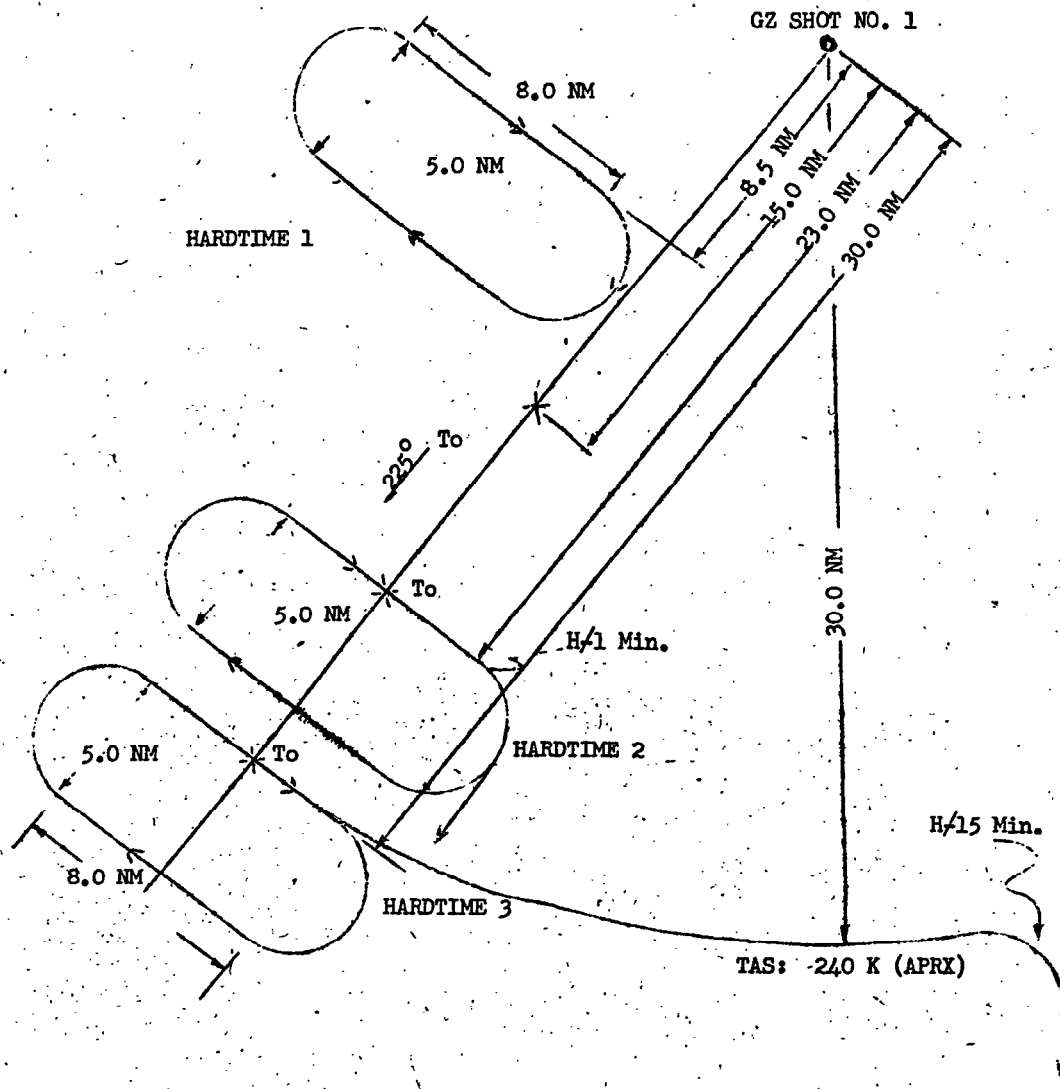 GZ SHOT NO. 1
8.0 NM
5.0 NM
8.5 NM
15.0 NM
23.0 NM
30.0 NM
HARDTIME 1
225° To
30.0 NM
To
5.0 NM
H/1 Min.
HARDTIME 2
5.0 NM
To
H/15 Min.
8.0 NM
HARDTIME 3
TAS: 240 K (APRX)